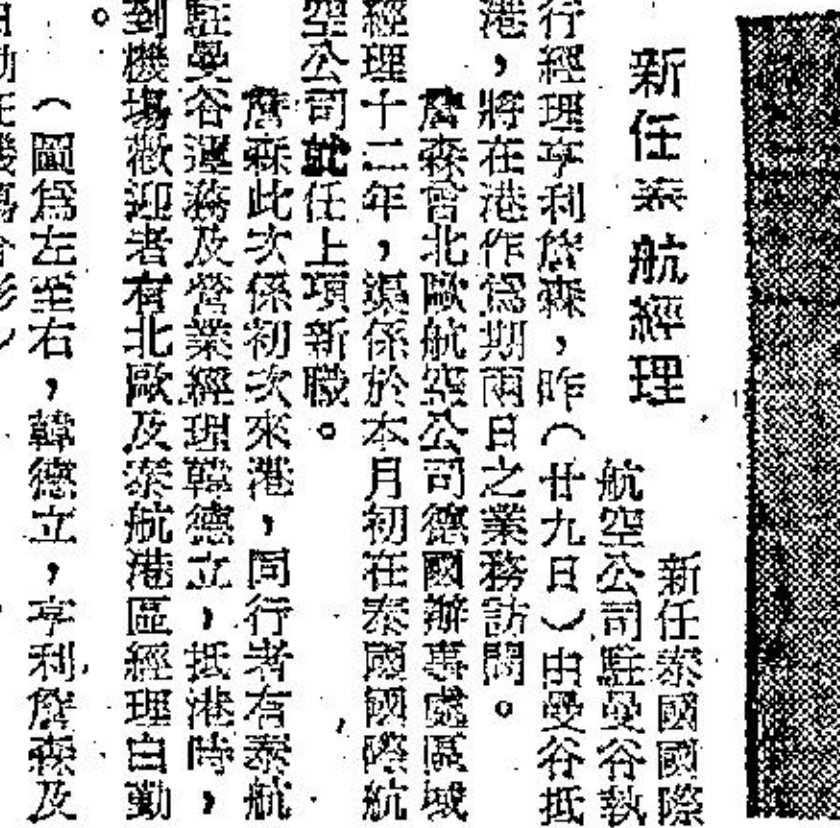 新任泰航經理
新任泰國國際
航空公司駐曼谷執
行經理亨利詹森，昨（廿九日）由曼谷抵
港，將在港作爲期兩日之業務訪問。
詹森曾北歐航空公司德國辦事處區域
經理十二年，渠係於本月初在泰國國際航
空公司就任上項新職。
詹森此次係初次來港，同行者有泰航
駐曼谷運務及營業經理韓德立，抵港時，
到機場歡迎者有北歐及泰航港區經理白勤
。
（圖爲左至右，韓德立，亨利詹森及